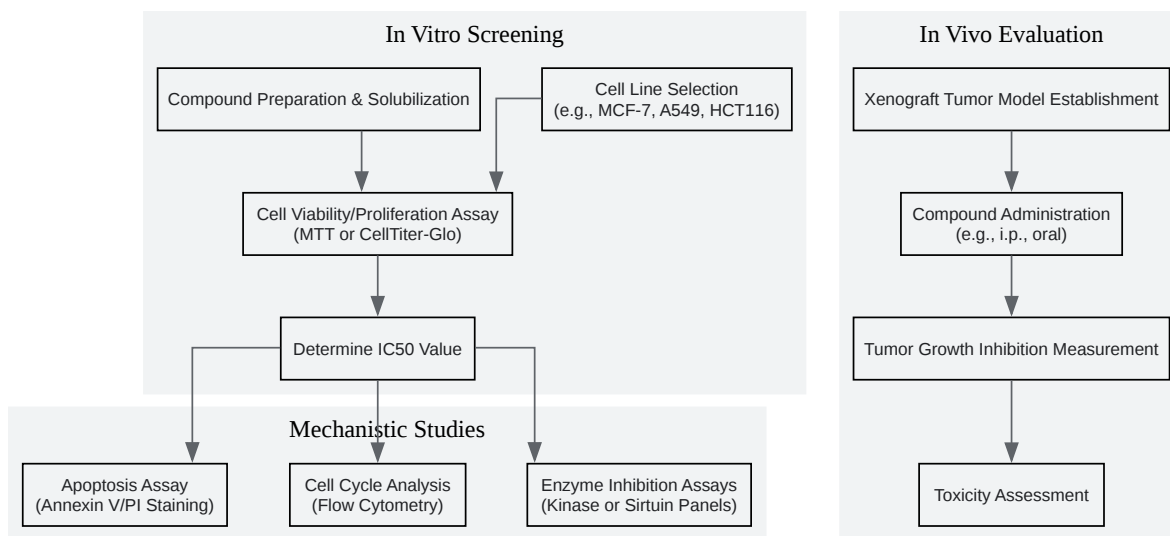 In Vitro Screening
Compound Preparation & Solubilization
Cell Line Selection
(e.g., MCF-7, A549, HCT116)
Cell Viability/Proliferation Assay
(MTT or CellTiter-Glo)
Determine IC50 Value
Mechanistic Studies
Apoptosis Assay
(Annexin V/PI Staining)
Cell Cycle Analysis
(Flow Cytometry)
Enzyme Inhibition Assays
(Kinase or Sirtuin Panels)
In Vivo Evaluation
Xenograft Tumor Model Establishment
Compound Administration
(e.g., i.p., oral)
Tumor Growth Inhibition Measurement
Toxicity Assessment